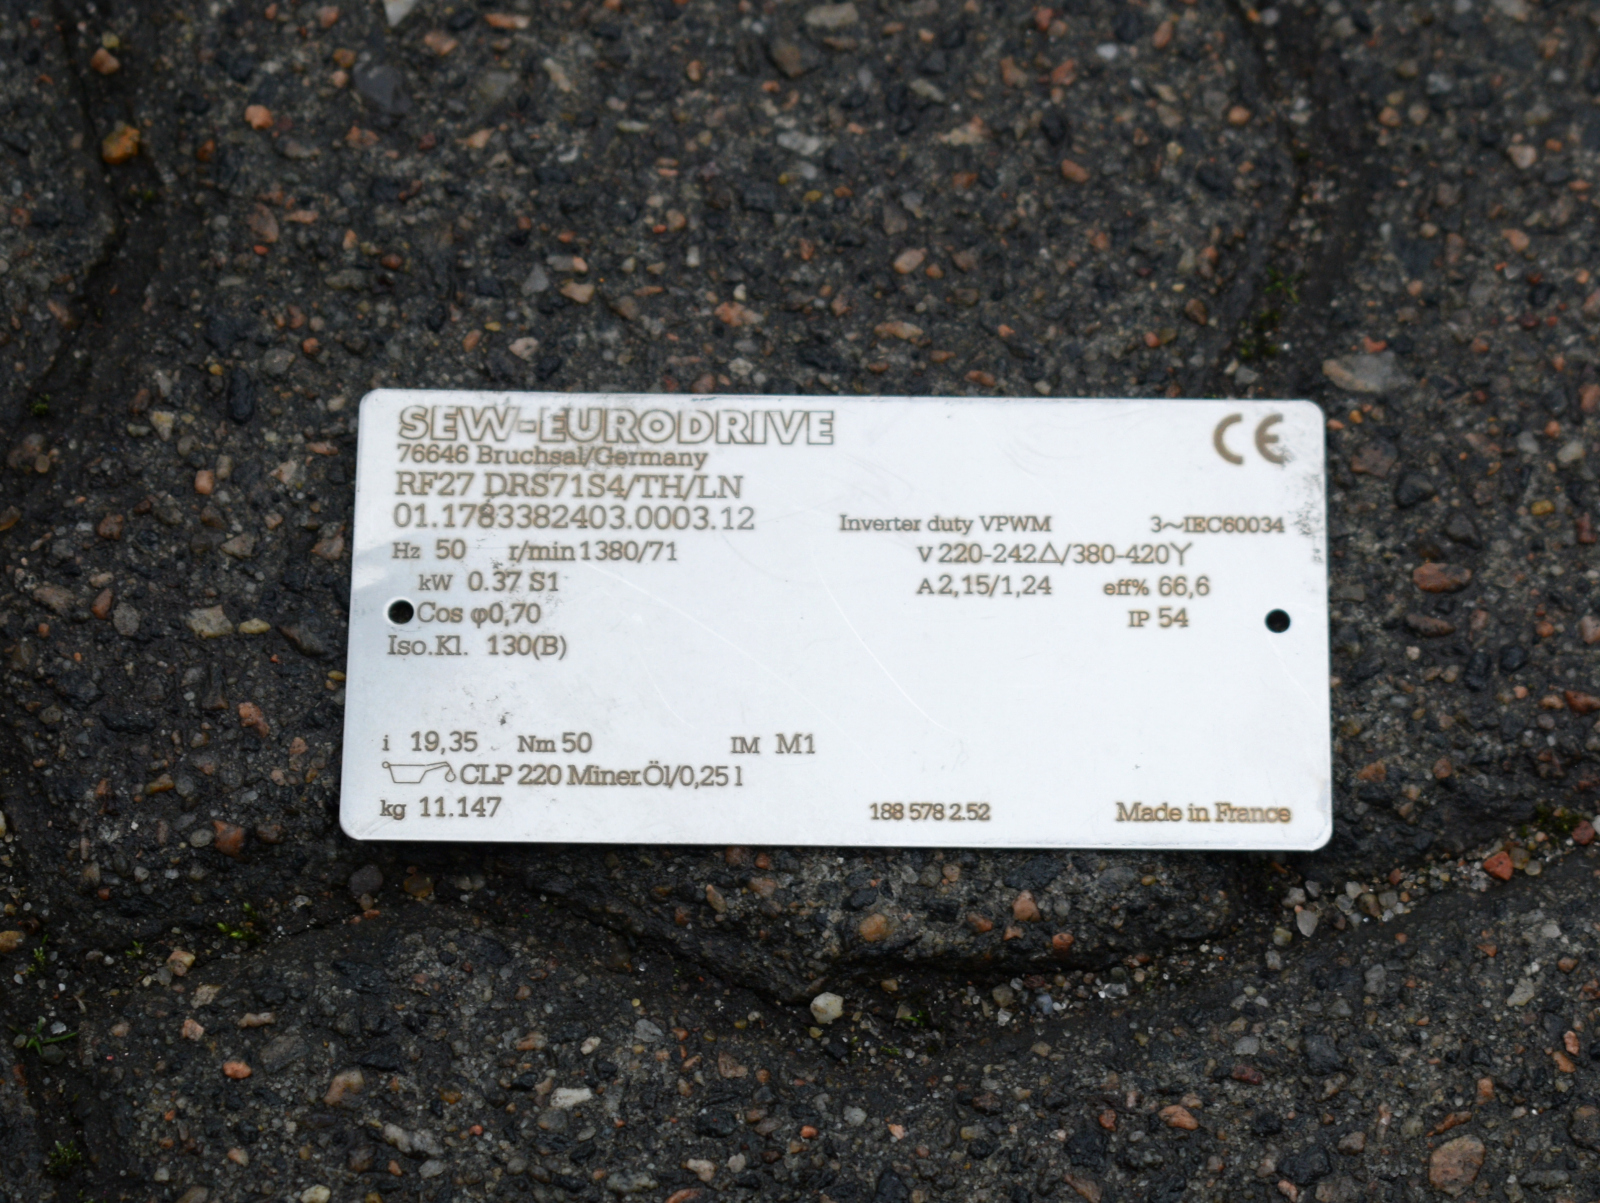 SEW-EURODRIVE
CE
76646 Bruchsal/Germany
RF27 DRS71S4/TH/LN
01.1783382403.0003.12 Inverter duty VPWM 3~IEC60034
Hz 50 r/min 1380/71 V 220-242△/380-420Y
kW 0.37 S1 A 2,15/1,24 eff% 66,6
Cos φ0,70 IP 54
Iso.Kl. 130(B)
i 19,35 Nm 50 IM M1
CLP 220 Miner.Öl/0,25 l
kg 11.147 188 578 2.52 Made in France